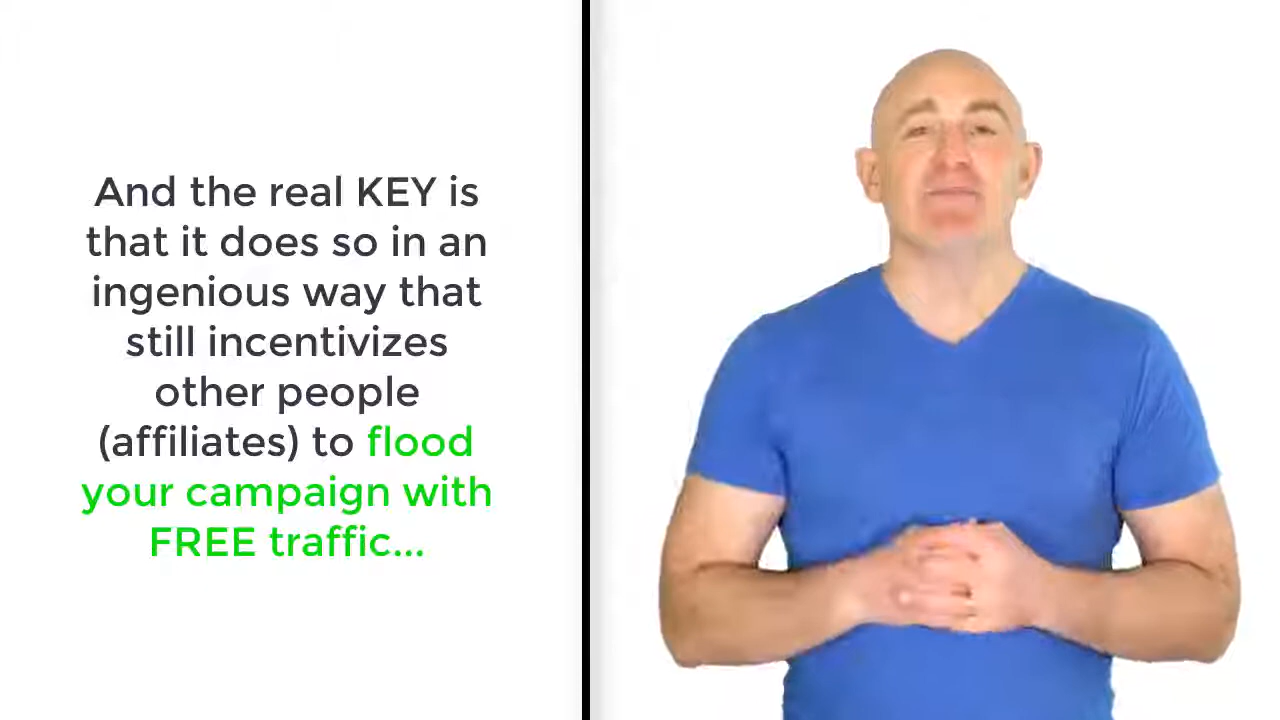 And the real KEY is
that it does so in an
ingenious way that
still incentivizes
other people
(affiliates) to flood
your campaign with
FREE traffic...